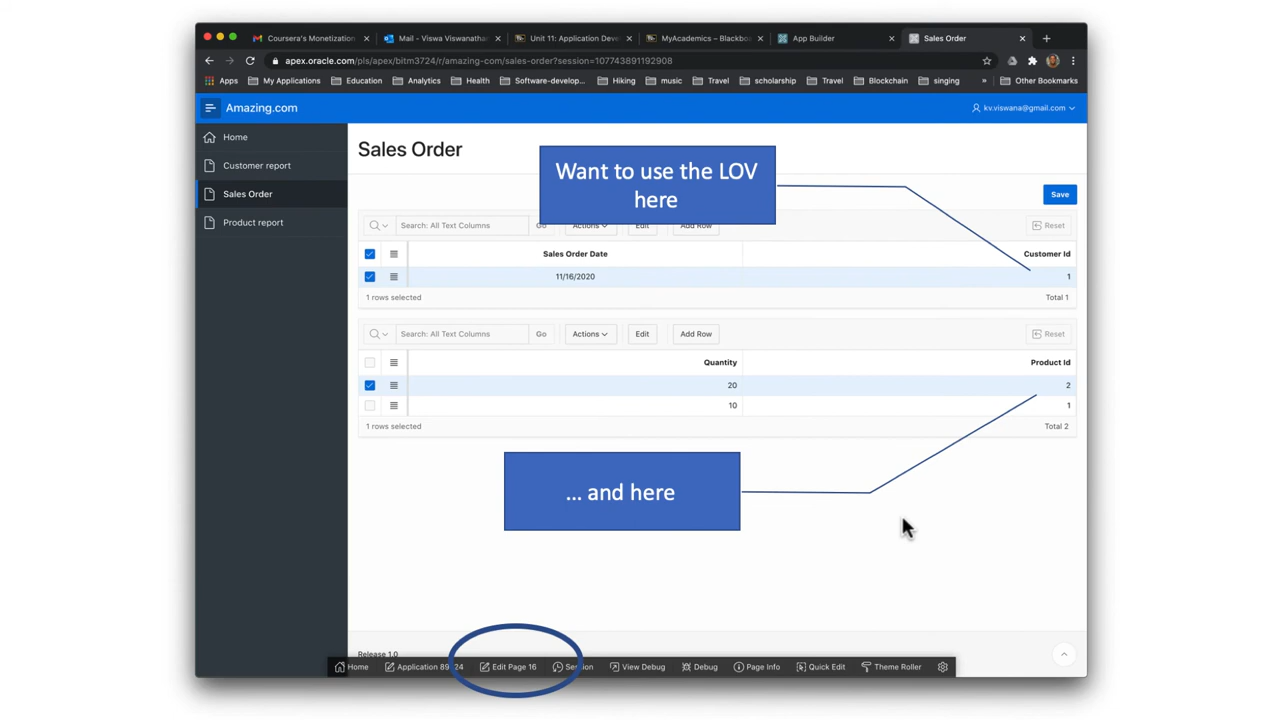 Coursera's Monetization
Mail - Viswa Viswanathan
Unit 11: Application Deve
MyAcademics – Blackboa
App Builder
Sales Order
apex.oracle.com/pls/apex/bitm3724/r/amazing-com/sales-order?session=107743891192908
Apps
My Applications
Education
Analytics
Health
Software-develop...
Hiking
music
Travel
scholarship
Travel
Blockchain
singing
»
Other Bookmarks
Amazing.com
kv.viswana@gmail.com
Home
Customer report
Sales Order
Product report
Sales Order
Want to use the LOV
here
Save
Search: All Text Columns
Go
Actions
Edit
Add Row
Reset
Sales Order Date
Customer Id
11/16/2020
1
1 rows selected
Total 1
Search: All Text Columns
Go
Actions
Edit
Add Row
Reset
Quantity
Product Id
20
2
10
1
1 rows selected
Total 2
... and here
Release 1.0
Home
Edit Page 16
View Debug
Debug
Page Info
Quick Edit
Theme Roller